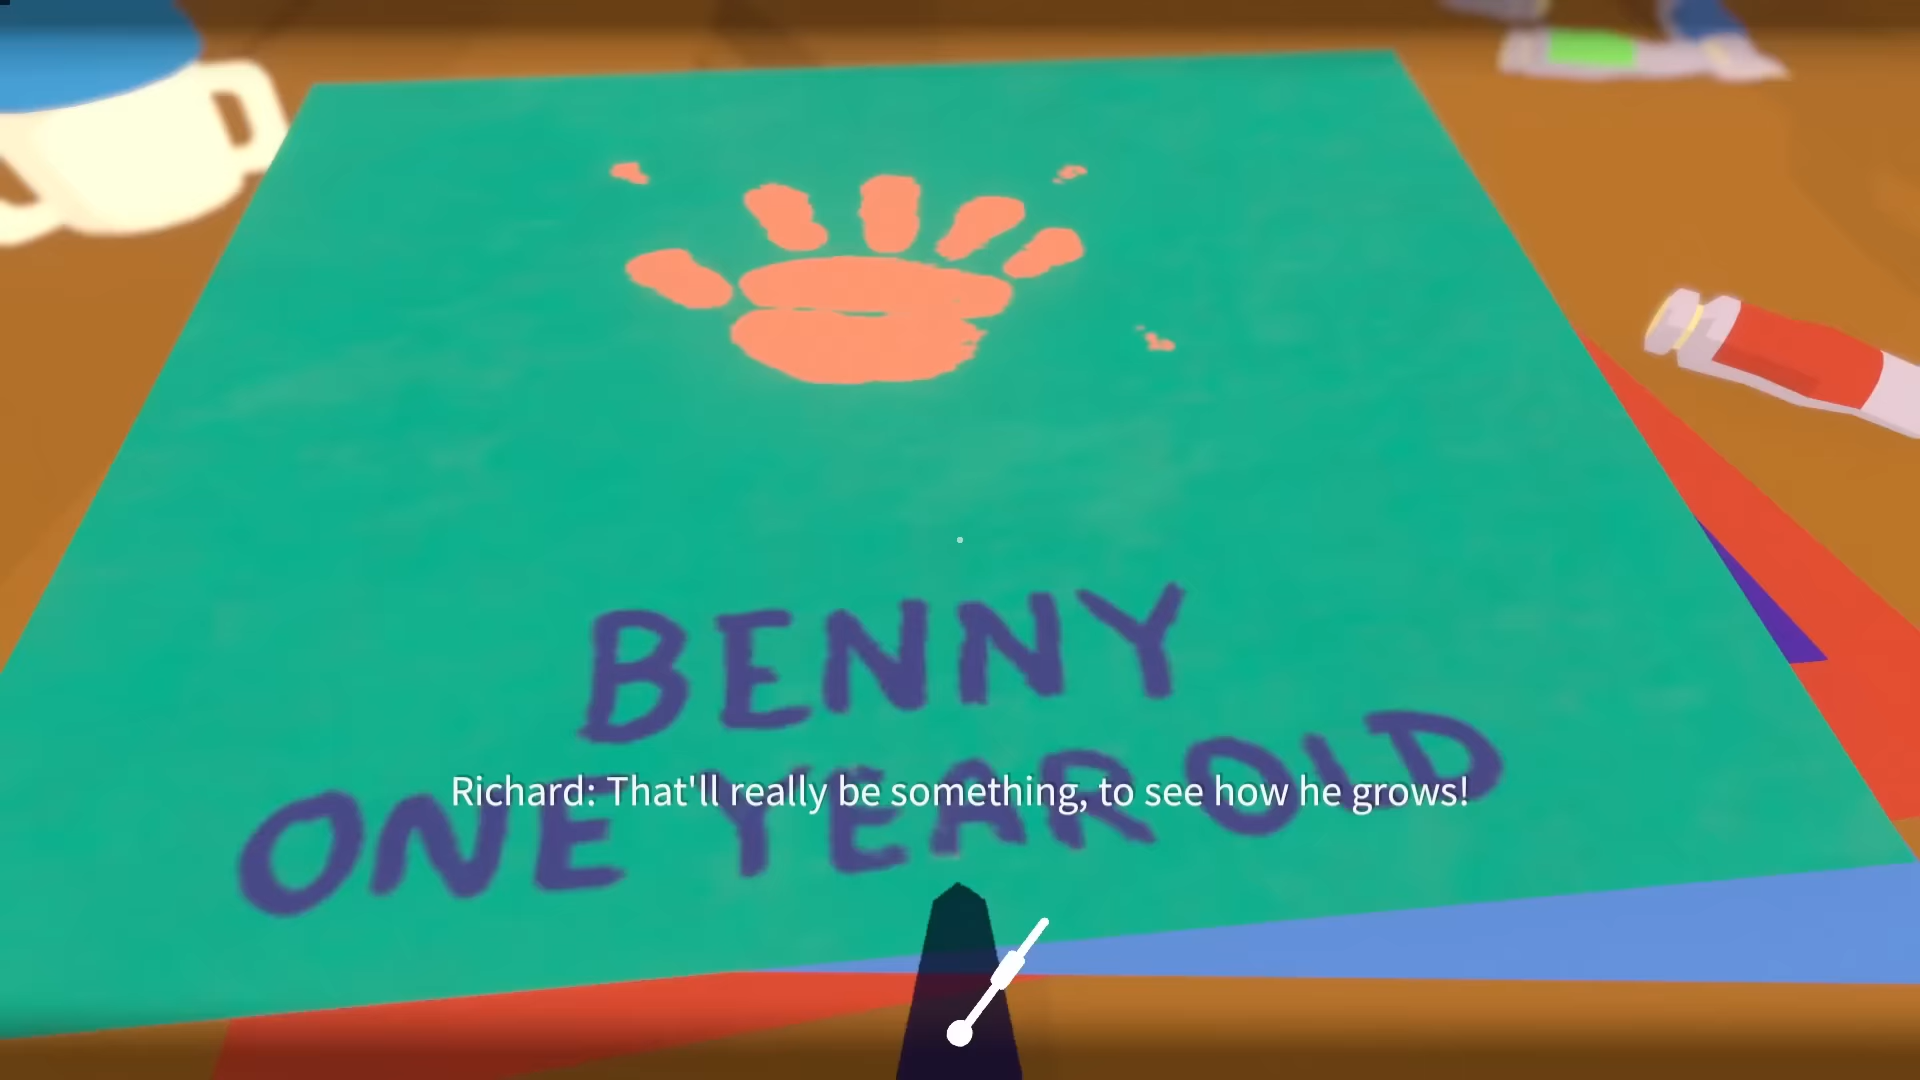 BENNY
ONE YEAR OLD
Richard: That'll really be something, to see how he grows!